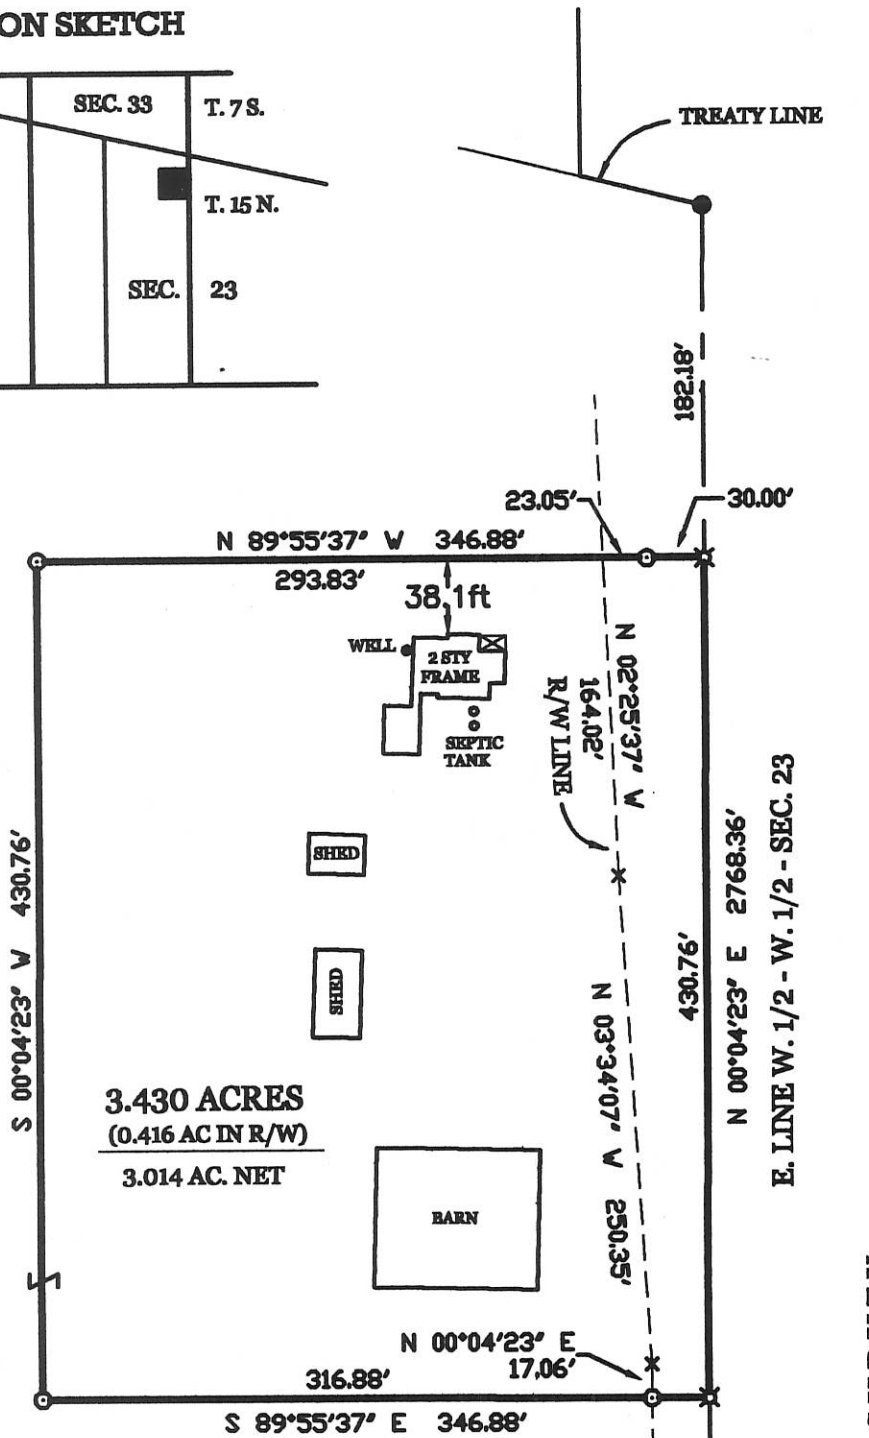 ON SKETCH
SEC. 33
T. 7 S.
T. 15 N.
SEC. 23
TREATY LINE
182.18'
23.05'
30.00'
N 89°55'37" W 346.88'
293.83'
38.1ft
WELL
2 STY
FRAME
SEPTIC
TANK
N 02°25'37" W
164.02'
R/W LINE
SHED
SHED
S 00°04'23" W 430.76'
430.76'
N 00°04'23" E 2768.36'
E. LINE W. 1/2 - W. 1/2 - SEC. 23
N 03°34'07" W 250.35'
3.430 ACRES
(0.416 AC IN R/W)
3.014 AC. NET
BARN
N 00°04'23" E
17.06'
316.88'
S 89°55'37" E 346.88'